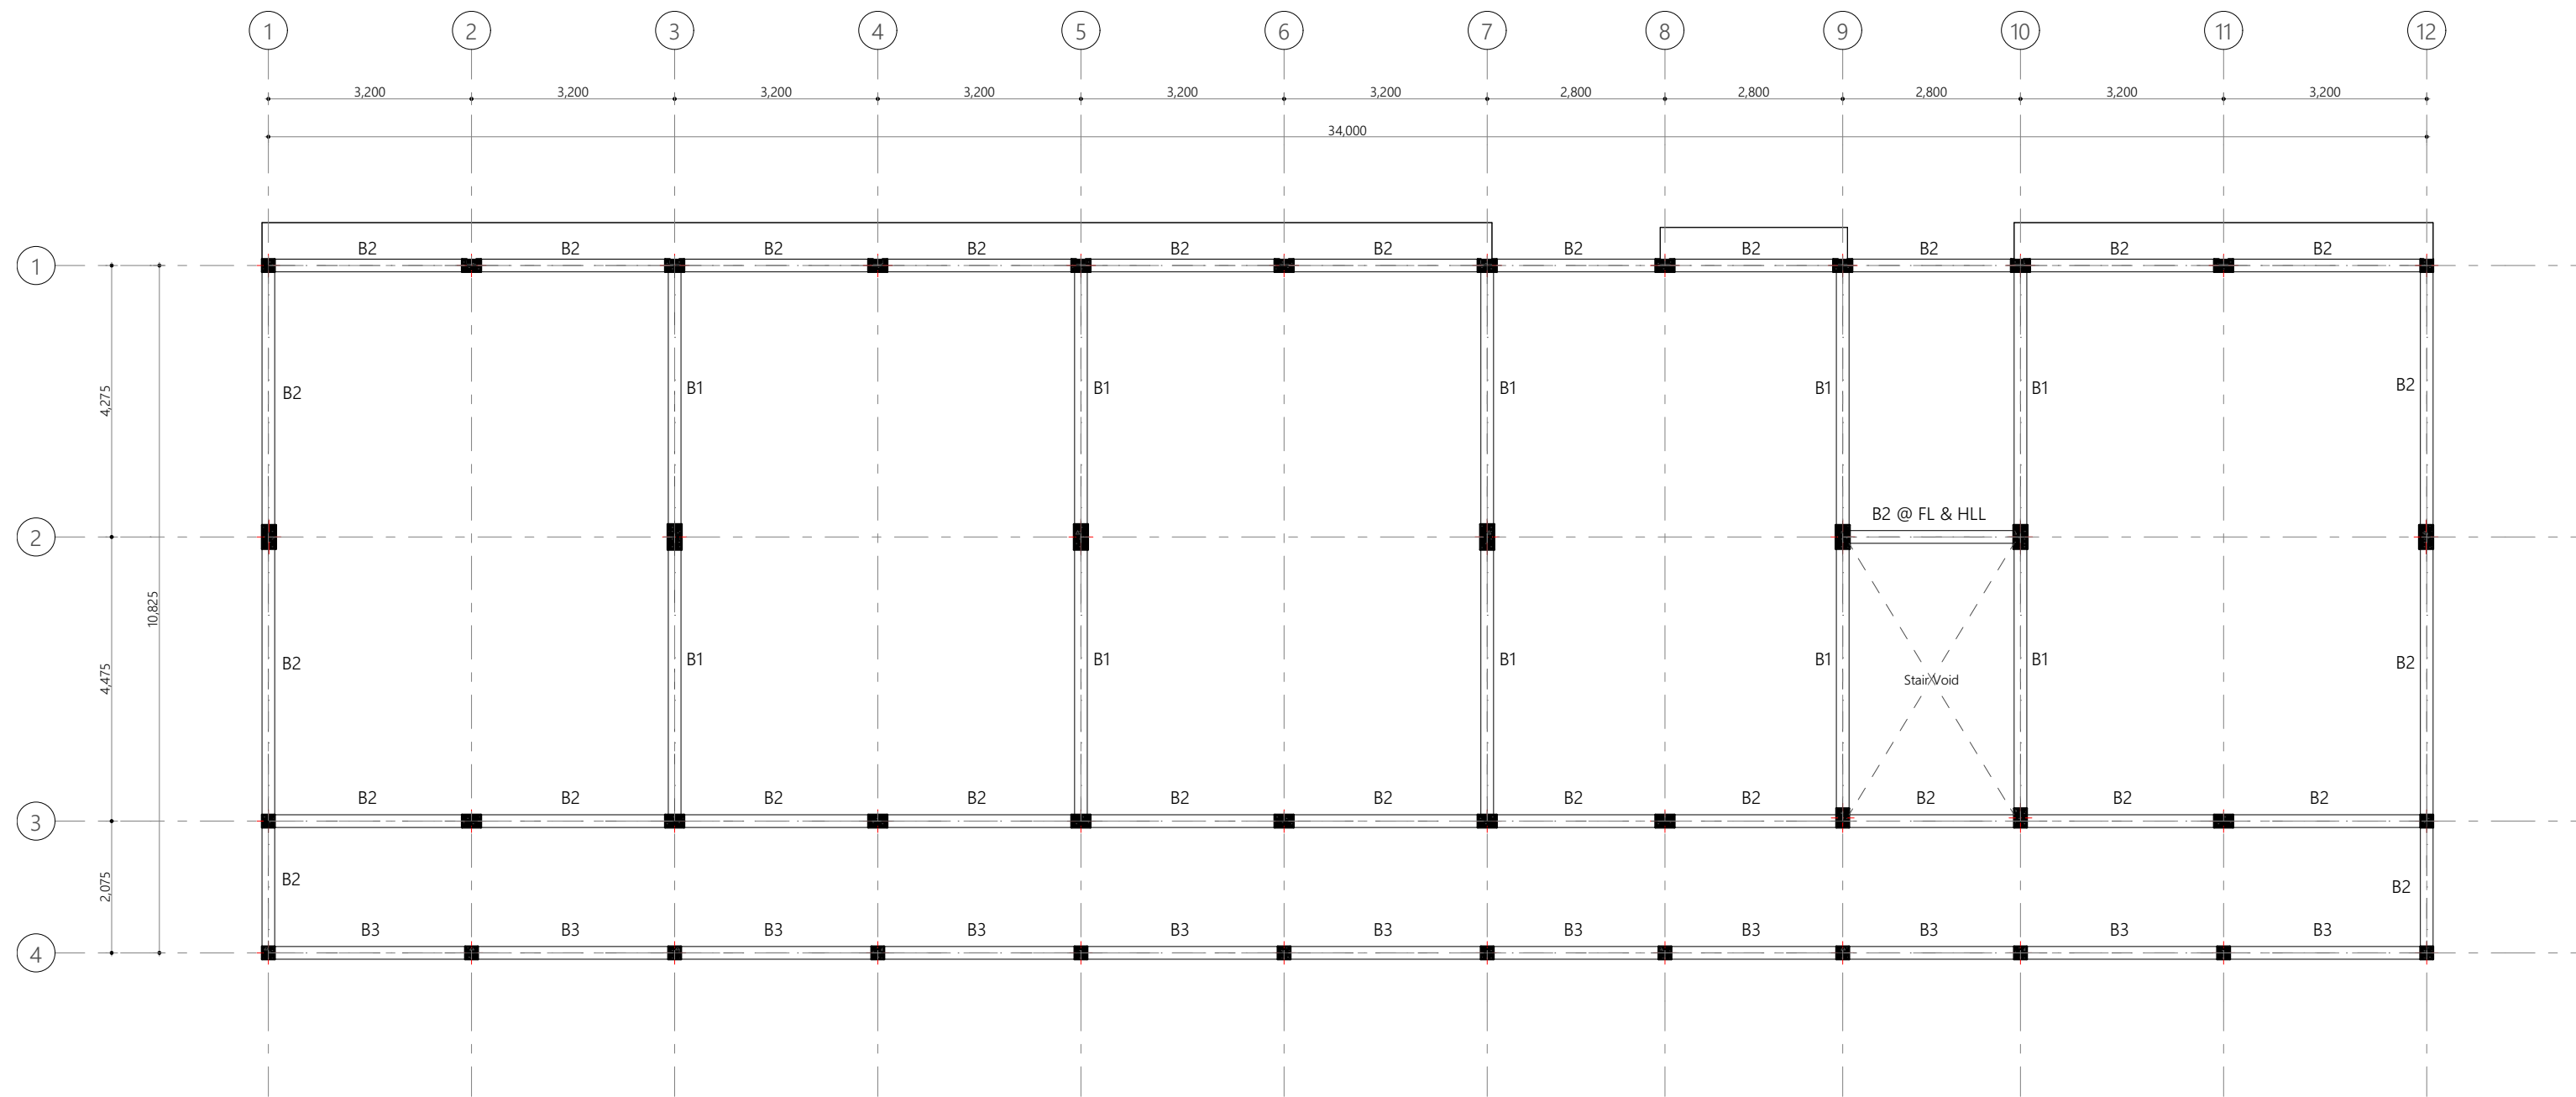 1 2 3 4 5 6 7 8 9 10 11 12
3,200 3,200 3,200 3,200 3,200 3,200 2,800 2,800 2,800 3,200 3,200
34,000
B2 B2 B2 B2 B2 B2 B2 B2 B2 B2 B2
1
4,275
B2 B1 B1 B1 B1 B1 B2
B2 @ FL & HLL
2
10,825
4,475
B2 B1 B1 B1 B1 B1 B2
Stair Void
B2 B2 B2 B2 B2 B2 B2 B2 B2 B2 B2
3
2,075
B2 B2
B3 B3 B3 B3 B3 B3 B3 B3 B3 B3 B3
4